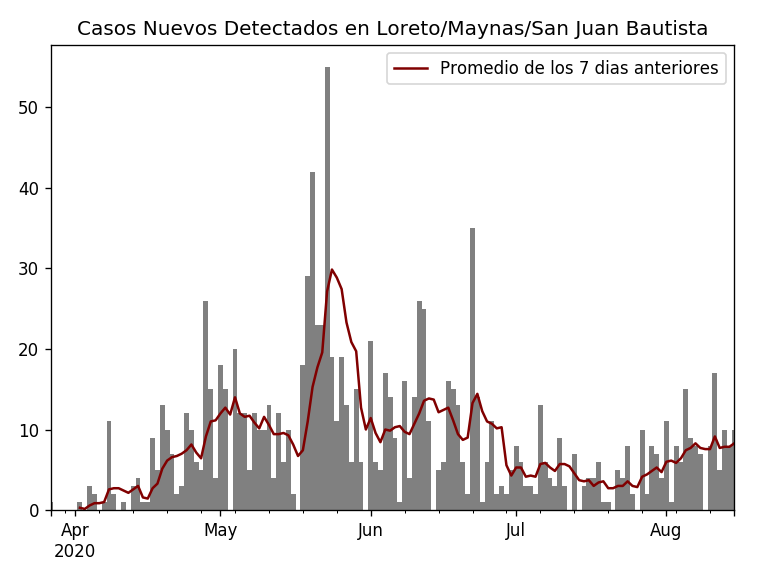 Casos Nuevos Detectados en Loreto/Maynas/San Juan Bautista
Promedio de los 7 dias anteriores
50
40
30
20
10
0
Apr May Jun Jul Aug
2020